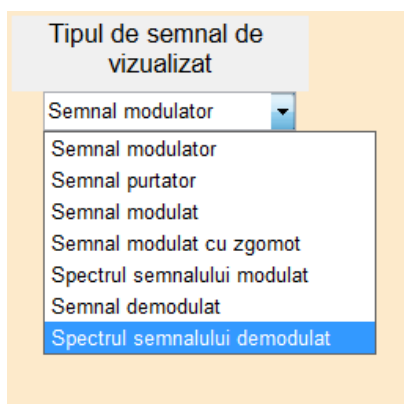 Tipul de semnal de
vizualizat
Semnal modulator
Semnal modulator
Semnal purtator
Semnal modulat
Semnal modulat cu zgomot
Spectrul semnalului modulat
Semnal demodulat
Spectrul semnalului demodulat